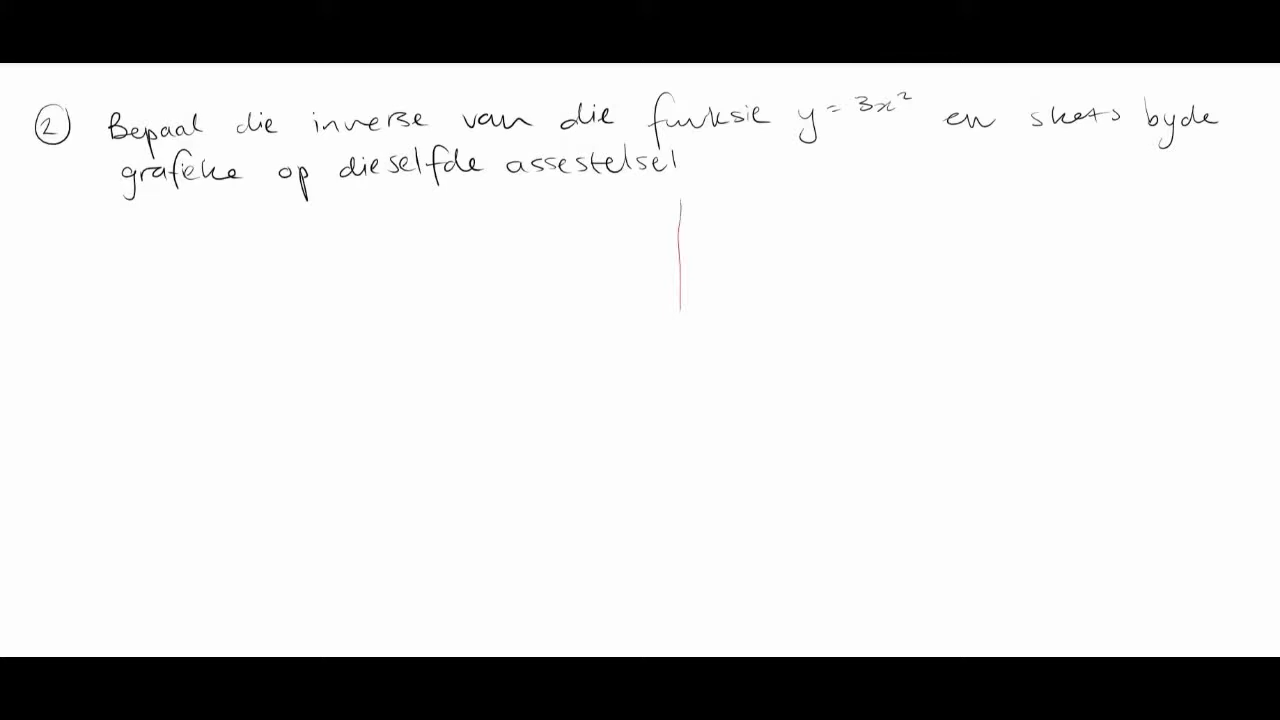 ② Bepaal die inverse van die funksie y = 3x² en skets byde
grafieke op dieselfde assestelsel